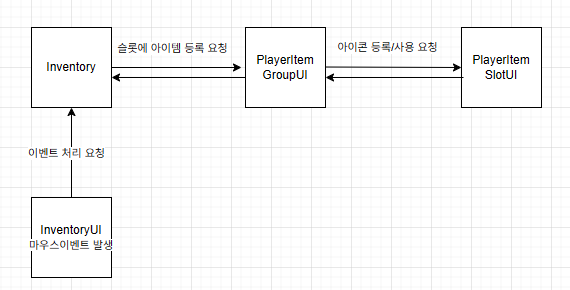 슬롯에 아이템 등록 요청
아이콘 등록/사용 요청
Inventory
PlayerItem
GroupUI
PlayerItem
SlotUI
이벤트 처리 요청
InventoryUI
마우스이벤트 발생